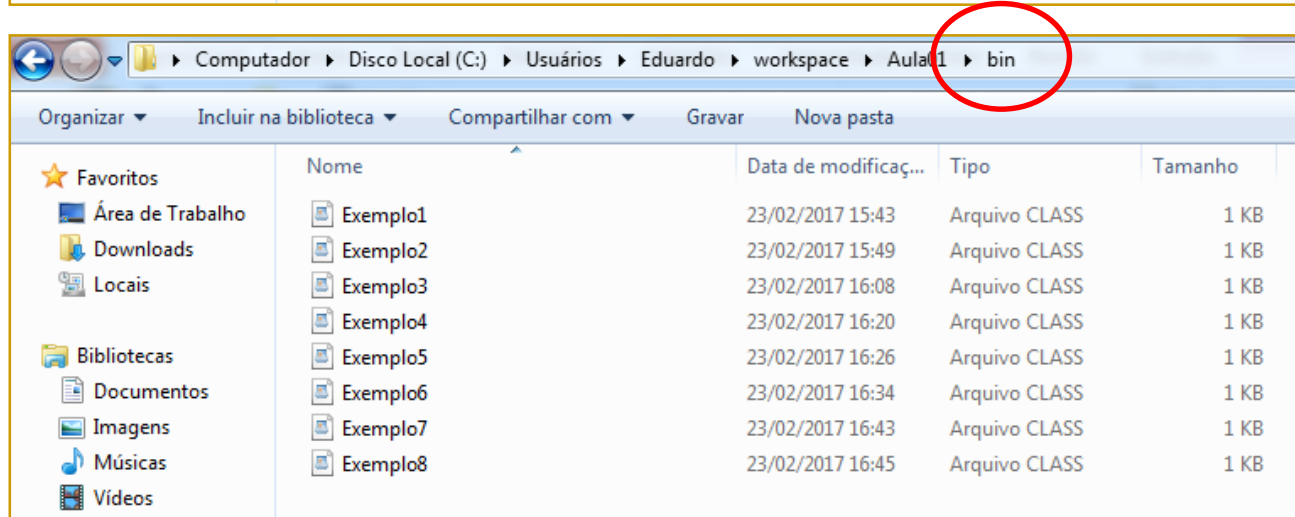 Computador Disco Local (C:) Usuários Eduardo workspace Aula01 bin
Organizar Incluir na biblioteca Compartilhar com Gravar Nova pasta
Favoritos
Área de Trabalho
Downloads
Locais
Bibliotecas
Documentos
Imagens
Músicas
Vídeos
Nome Data de modificaç... Tipo Tamanho
Exemplo1 23/02/2017 15:43 Arquivo CLASS 1 KB
Exemplo2 23/02/2017 15:49 Arquivo CLASS 1 KB
Exemplo3 23/02/2017 16:08 Arquivo CLASS 1 KB
Exemplo4 23/02/2017 16:20 Arquivo CLASS 1 KB
Exemplo5 23/02/2017 16:26 Arquivo CLASS 1 KB
Exemplo6 23/02/2017 16:34 Arquivo CLASS 1 KB
Exemplo7 23/02/2017 16:43 Arquivo CLASS 1 KB
Exemplo8 23/02/2017 16:45 Arquivo CLASS 1 KB